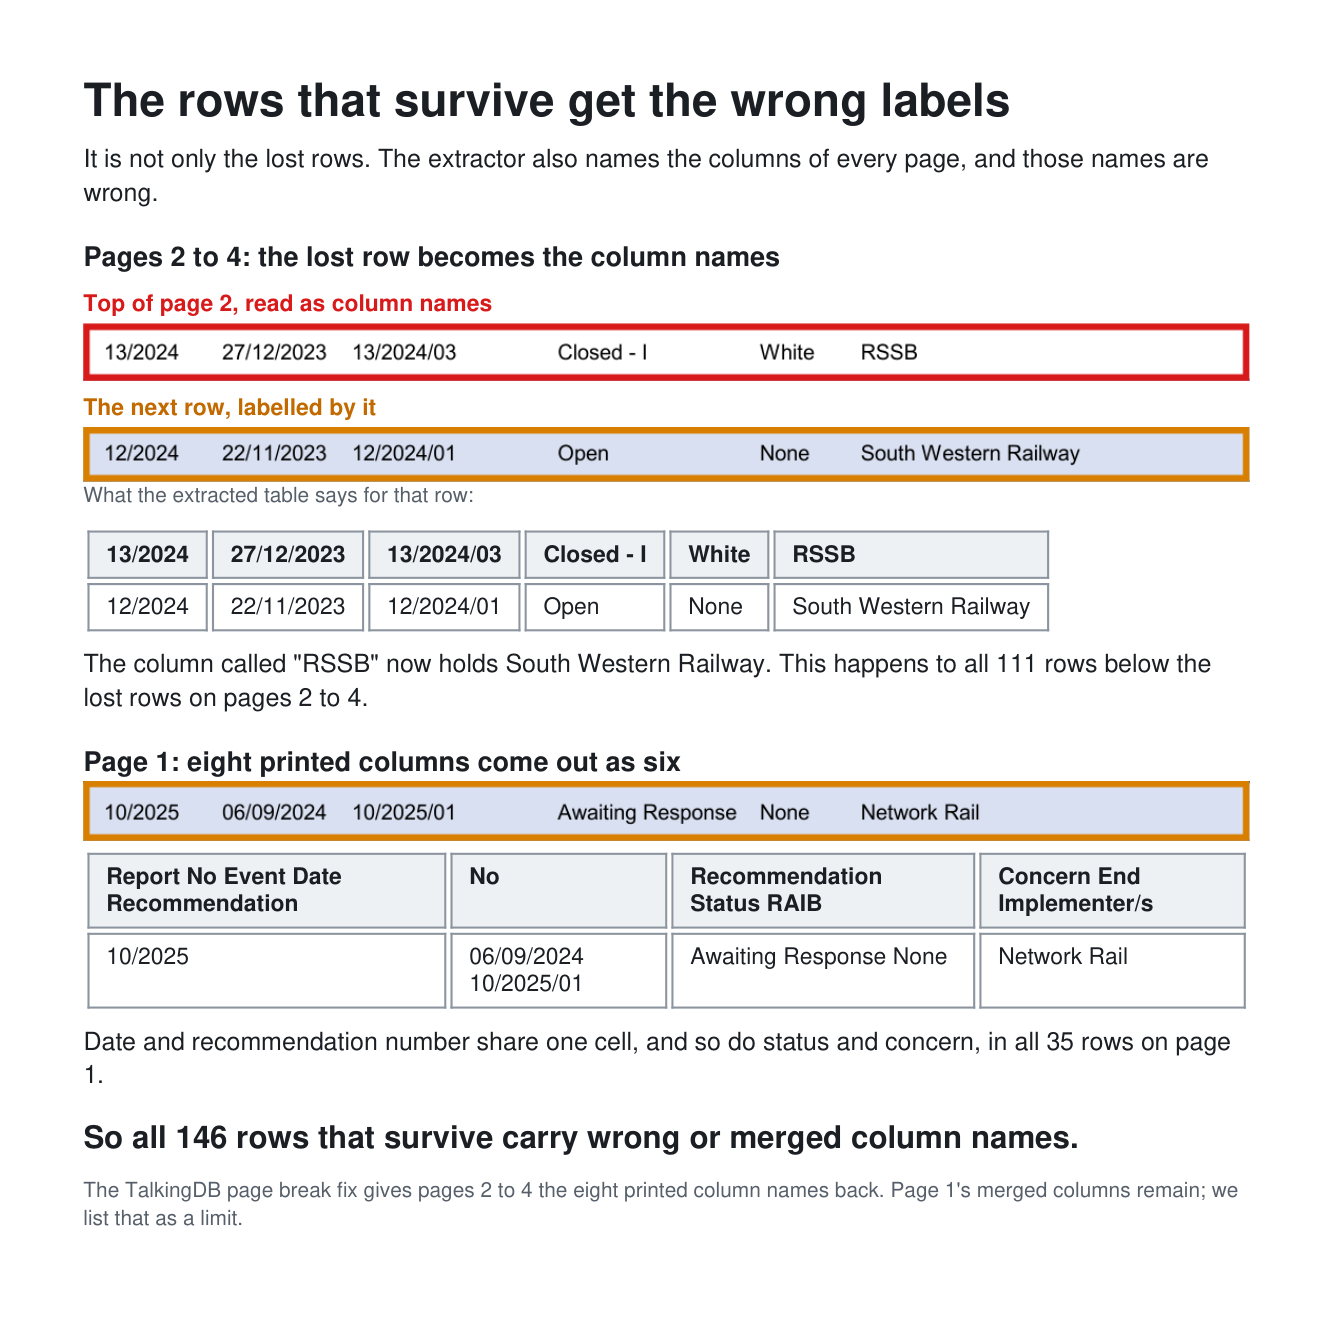 The rows that survive get the wrong labels
It is not only the lost rows. The extractor also names the columns of every page, and those names are
wrong.
Pages 2 to 4: the lost row becomes the column names
Top of page 2, read as column names
13/2024 27/12/2023 13/2024/03 Closed - I White RSSB
The next row, labelled by it
12/2024 22/11/2023 12/2024/01 Open None South Western Railway
What the extracted table says for that row:
13/2024 27/12/2023 13/2024/03 Closed - I White RSSB
12/2024 22/11/2023 12/2024/01 Open None South Western Railway
The column called "RSSB" now holds South Western Railway. This happens to all 111 rows below the
lost rows on pages 2 to 4.
Page 1: eight printed columns come out as six
10/2025 06/09/2024 10/2025/01 Awaiting Response None Network Rail
Report No Event Date No Recommendation Concern End
Recommendation Status RAIB Implementer/s
10/2025 06/09/2024 Awaiting Response None Network Rail
10/2025/01
Date and recommendation number share one cell, and so do status and concern, in all 35 rows on page
1.
So all 146 rows that survive carry wrong or merged column names.
The TalkingDB page break fix gives pages 2 to 4 the eight printed column names back. Page 1's merged columns remain; we
list that as a limit.